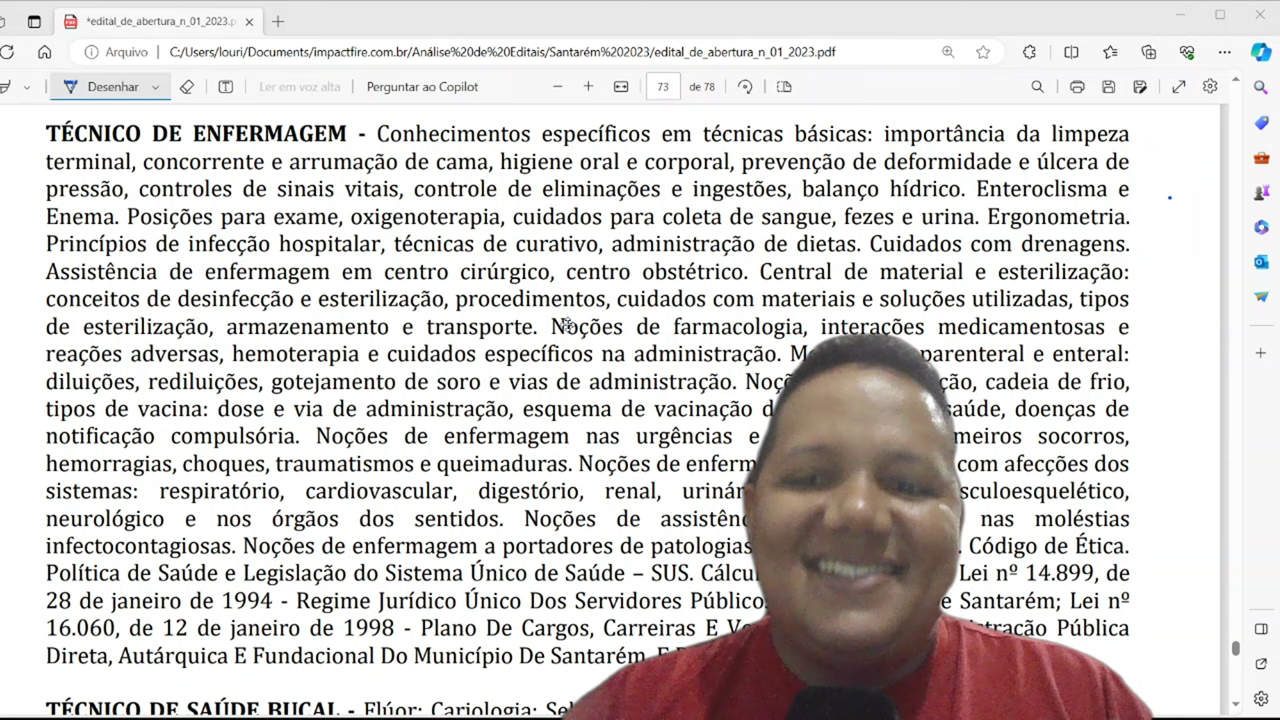 *edital_de_abertura_n_01_2023.p
Arquivo C:/Users/louri/Documents/impactfire.com.br/Análise%20de%20Editais/Santarém%202023/edital_de_abertura_n_01_2023.pdf
Desenhar Ler em voz alta Perguntar ao Copilot 73 de 78
TÉCNICO DE ENFERMAGEM - Conhecimentos específicos em técnicas básicas: importância da limpeza
terminal, concorrente e arrumação de cama, higiene oral e corporal, prevenção de deformidade e úlcera de
pressão, controles de sinais vitais, controle de eliminações e ingestões, balanço hídrico. Enteroclisma e
Enema. Posições para exame, oxigenoterapia, cuidados para coleta de sangue, fezes e urina. Ergonometria.
Princípios de infecção hospitalar, técnicas de curativo, administração de dietas. Cuidados com drenagens.
Assistência de enfermagem em centro cirúrgico, centro obstétrico. Central de material e esterilização:
conceitos de desinfecção e esterilização, procedimentos, cuidados com materiais e soluções utilizadas, tipos
de esterilização, armazenamento e transporte. Noções de farmacologia, interações medicamentosas e
reações adversas, hemoterapia e cuidados específicos na administração. parenteral e enteral:
diluições, rediluições, gotejamento de soro e vias de administração. cadeia de frio,
tipos de vacina: dose e via de administração, esquema de vacinação doenças de
notificação compulsória. Noções de enfermagem nas urgências e socorros,
hemorragias, choques, traumatismos e queimaduras. Noções de com afecções dos
sistemas: respiratório, cardiovascular, digestório, renal,
neurológico e nos órgãos dos sentidos. Noções de nas moléstias
infectocontagiosas. Noções de enfermagem a portadores de patologias Código de Ética.
Política de Saúde e Legislação do Sistema Único de Saúde – SUS. Lei nº 14.899, de
28 de janeiro de 1994 - Regime Jurídico Único Dos Servidores e Santarém; Lei nº
16.060, de 12 de janeiro de 1998 - Plano De Cargos, Carreiras E Pública
Direta, Autárquica E Fundacional Do Município De Santarém
TÉCNICO DE SAÚDE BUCAL - Flúor; Cariologia;